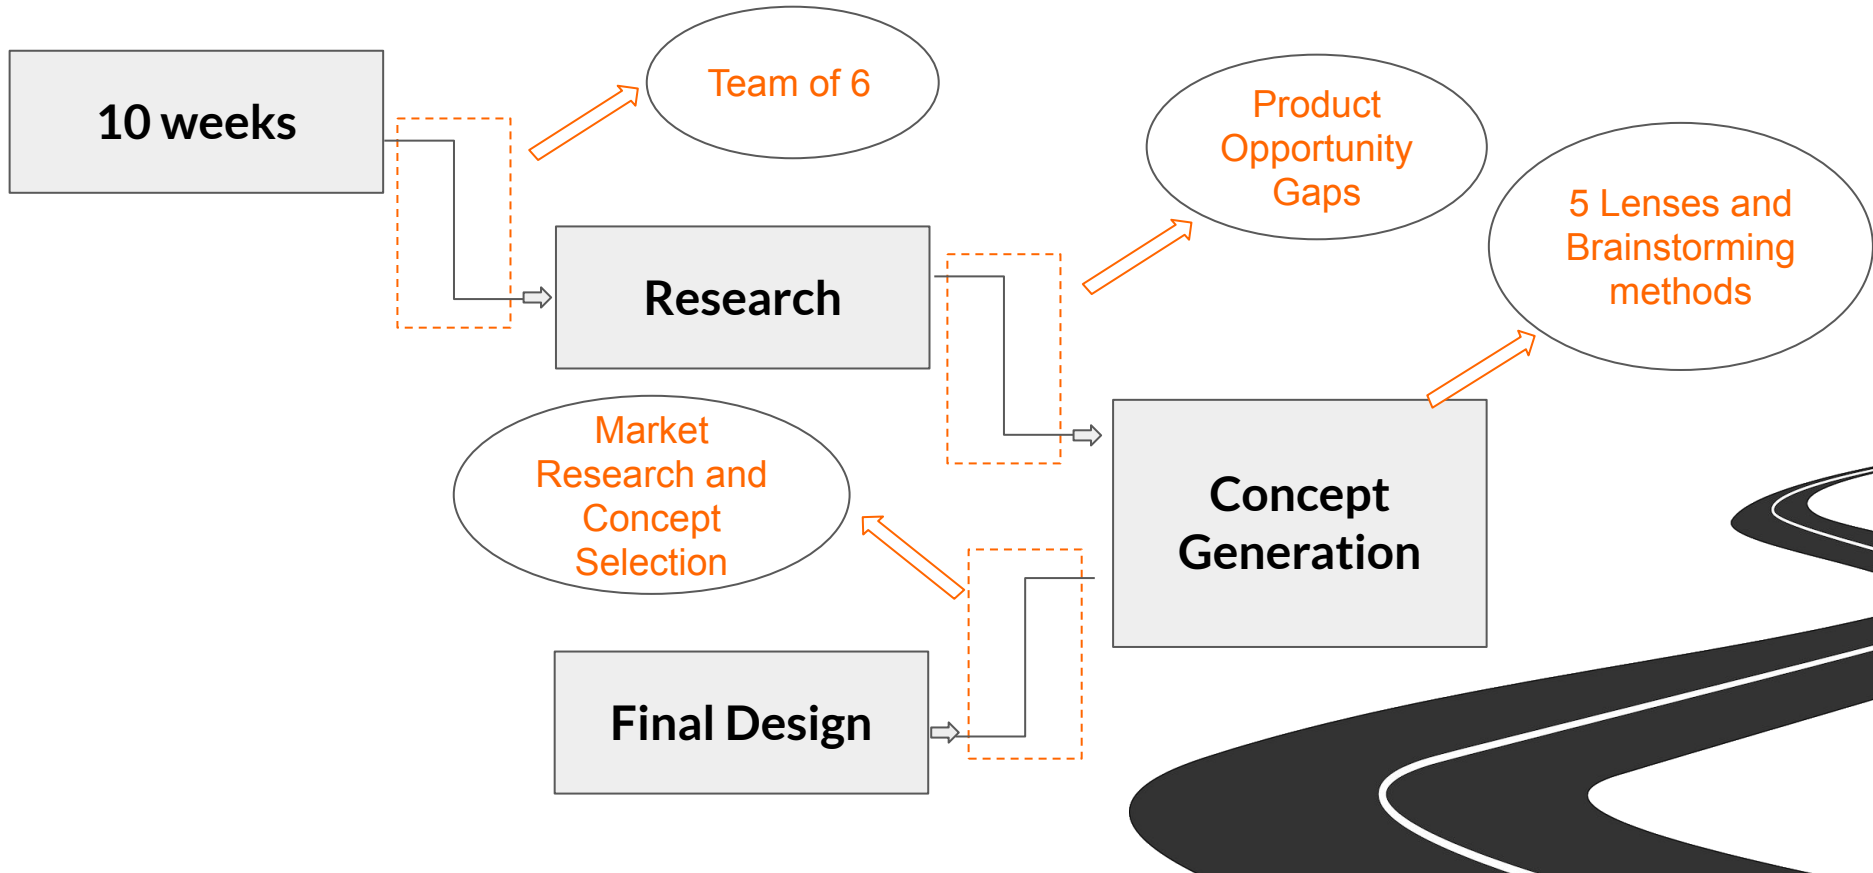 10 weeks
Team of 6
Product
Opportunity
Gaps
5 Lenses and
Brainstorming
methods
Research
Market
Research and
Concept
Selection
Concept
Generation
Final Design